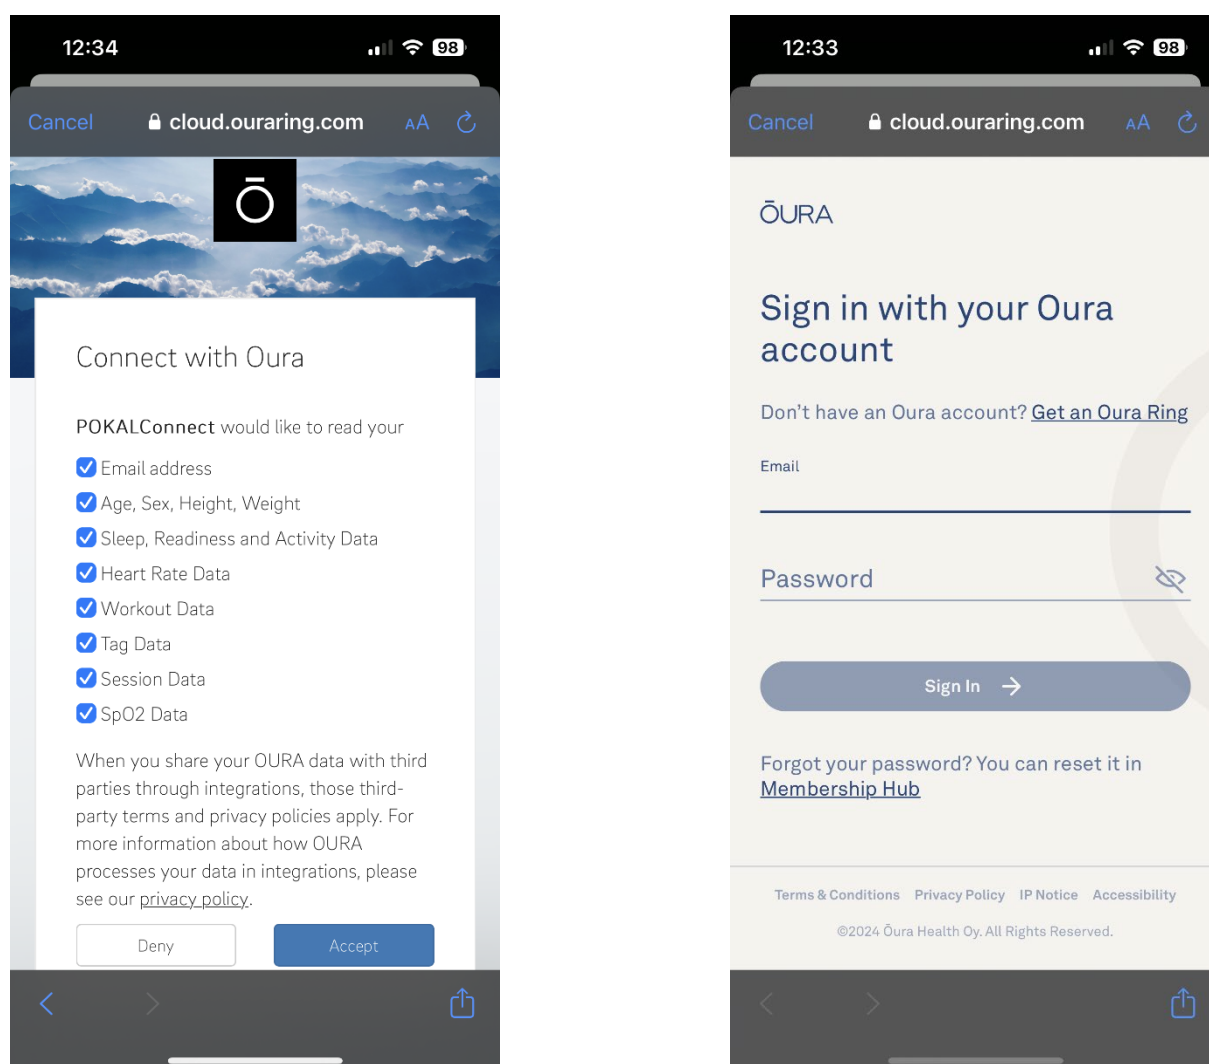 12:34
98
Cancel
cloud.ouraring.com
AA
Ō
Connect with Oura
POKALConnect would like to read your
Email address
Age, Sex, Height, Weight
Sleep, Readiness and Activity Data
Heart Rate Data
Workout Data
Tag Data
Session Data
SpO2 Data
When you share your OURA data with third
parties through integrations, those third-
party terms and privacy policies apply. For
more information about how OURA
processes your data in integrations, please
see our privacy policy.
Deny
Accept
12:33
98
Cancel
cloud.ouraring.com
AA
ŌURA
Sign in with your Oura
account
Don't have an Oura account? Get an Oura Ring
Email
Password
Sign In
Forgot your password? You can reset it in
Membership Hub
Terms & Conditions Privacy Policy IP Notice Accessibility
©2024 Ōura Health Oy. All Rights Reserved.